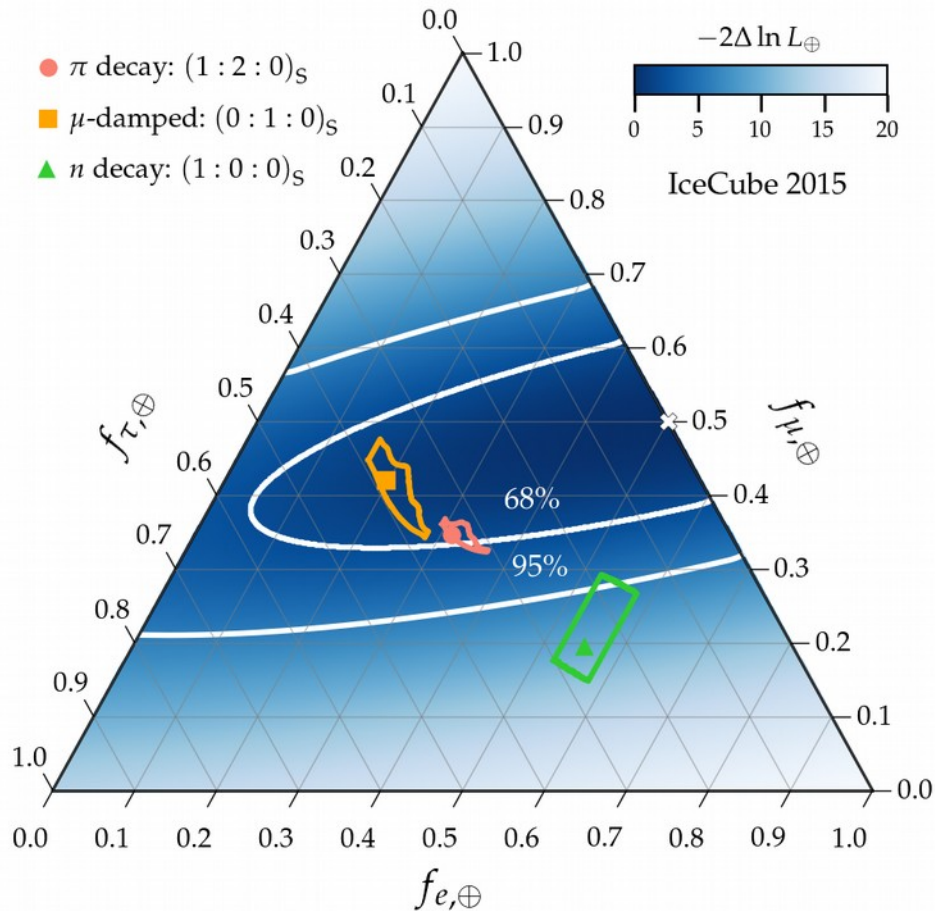 π decay: (1 : 2 : 0)S
μ-damped: (0 : 1 : 0)S
n decay: (1 : 0 : 0)S
−2Δ ln L⊕
0 5 10 15 20
IceCube 2015
0.0
0.1
0.2
0.3
0.4
0.5
0.6
0.7
0.8
0.9
1.0
fτ,⊕
1.0
0.9
0.8
0.7
0.6
0.5
0.4
0.3
0.2
0.1
0.0
fμ,⊕
68%
95%
0.0 0.1 0.2 0.3 0.4 0.5 0.6 0.7 0.8 0.9 1.0
fe,⊕